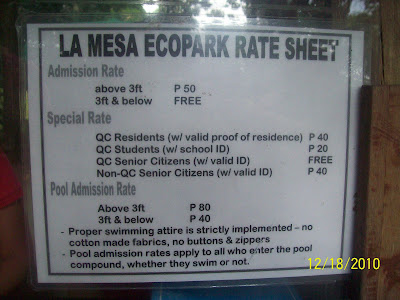 LA MESA ECOPARK RATE SHEET
Admission Rate
above 3ft P 50
3ft & below FREE
Special Rate
QC Residents (w/ valid proof of residence) P 40
QC Students (w/ school ID) P 20
QC Senior Citizens (w/ valid ID) FREE
Non-QC Senior Citizens (w/ valid ID) P 40
Pool Admission Rate
Above 3ft P 80
3ft & below P 40
- Proper swimming attire is strictly implemented – no
cotton made fabrics, no buttons & zippers
- Pool admission rates apply to all who enter the pool
compound, whether they swim or not.
12/18/2010